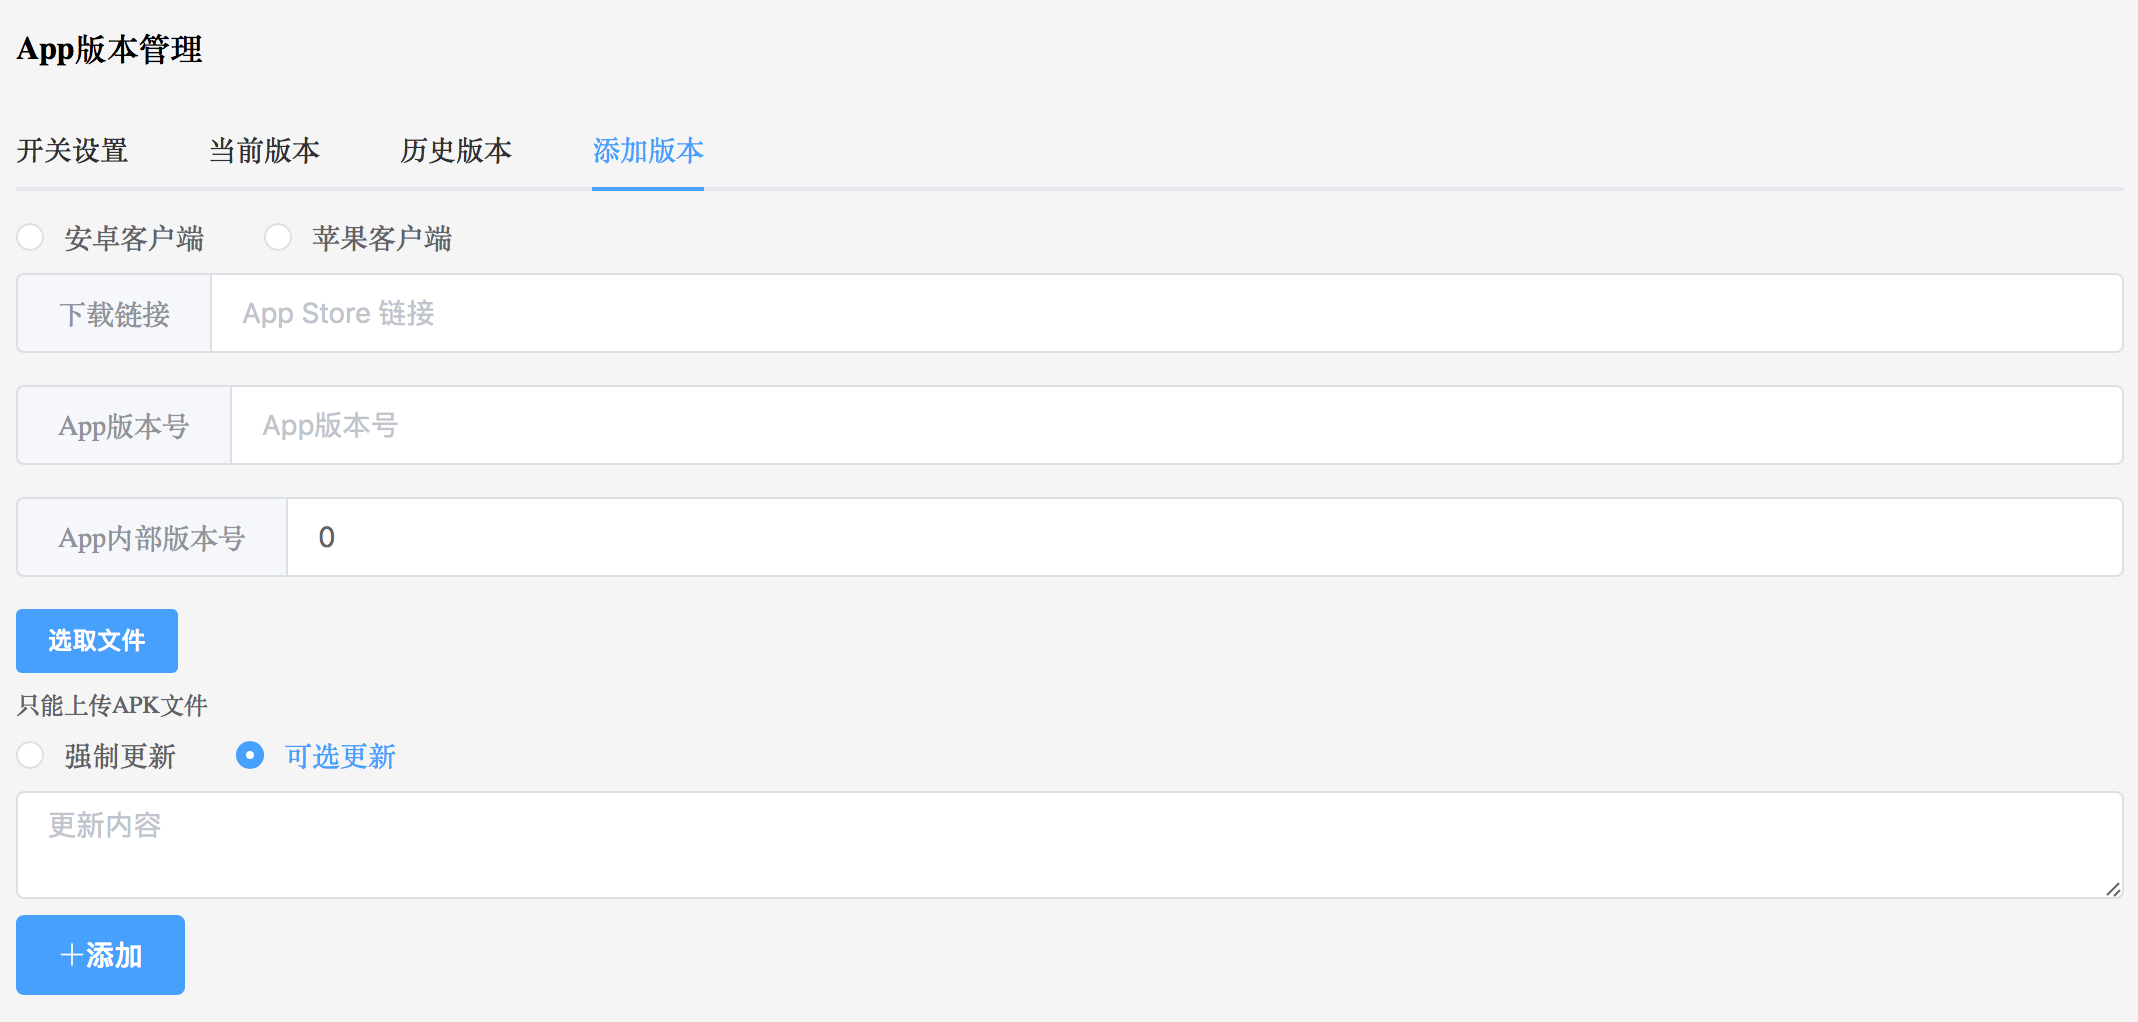 App版本管理
开关设置 当前版本 历史版本 添加版本
安卓客户端 苹果客户端
下载链接 App Store 链接
App版本号 App版本号
App内部版本号 0
选取文件
只能上传APK文件
强制更新 可选更新
更新内容
+添加